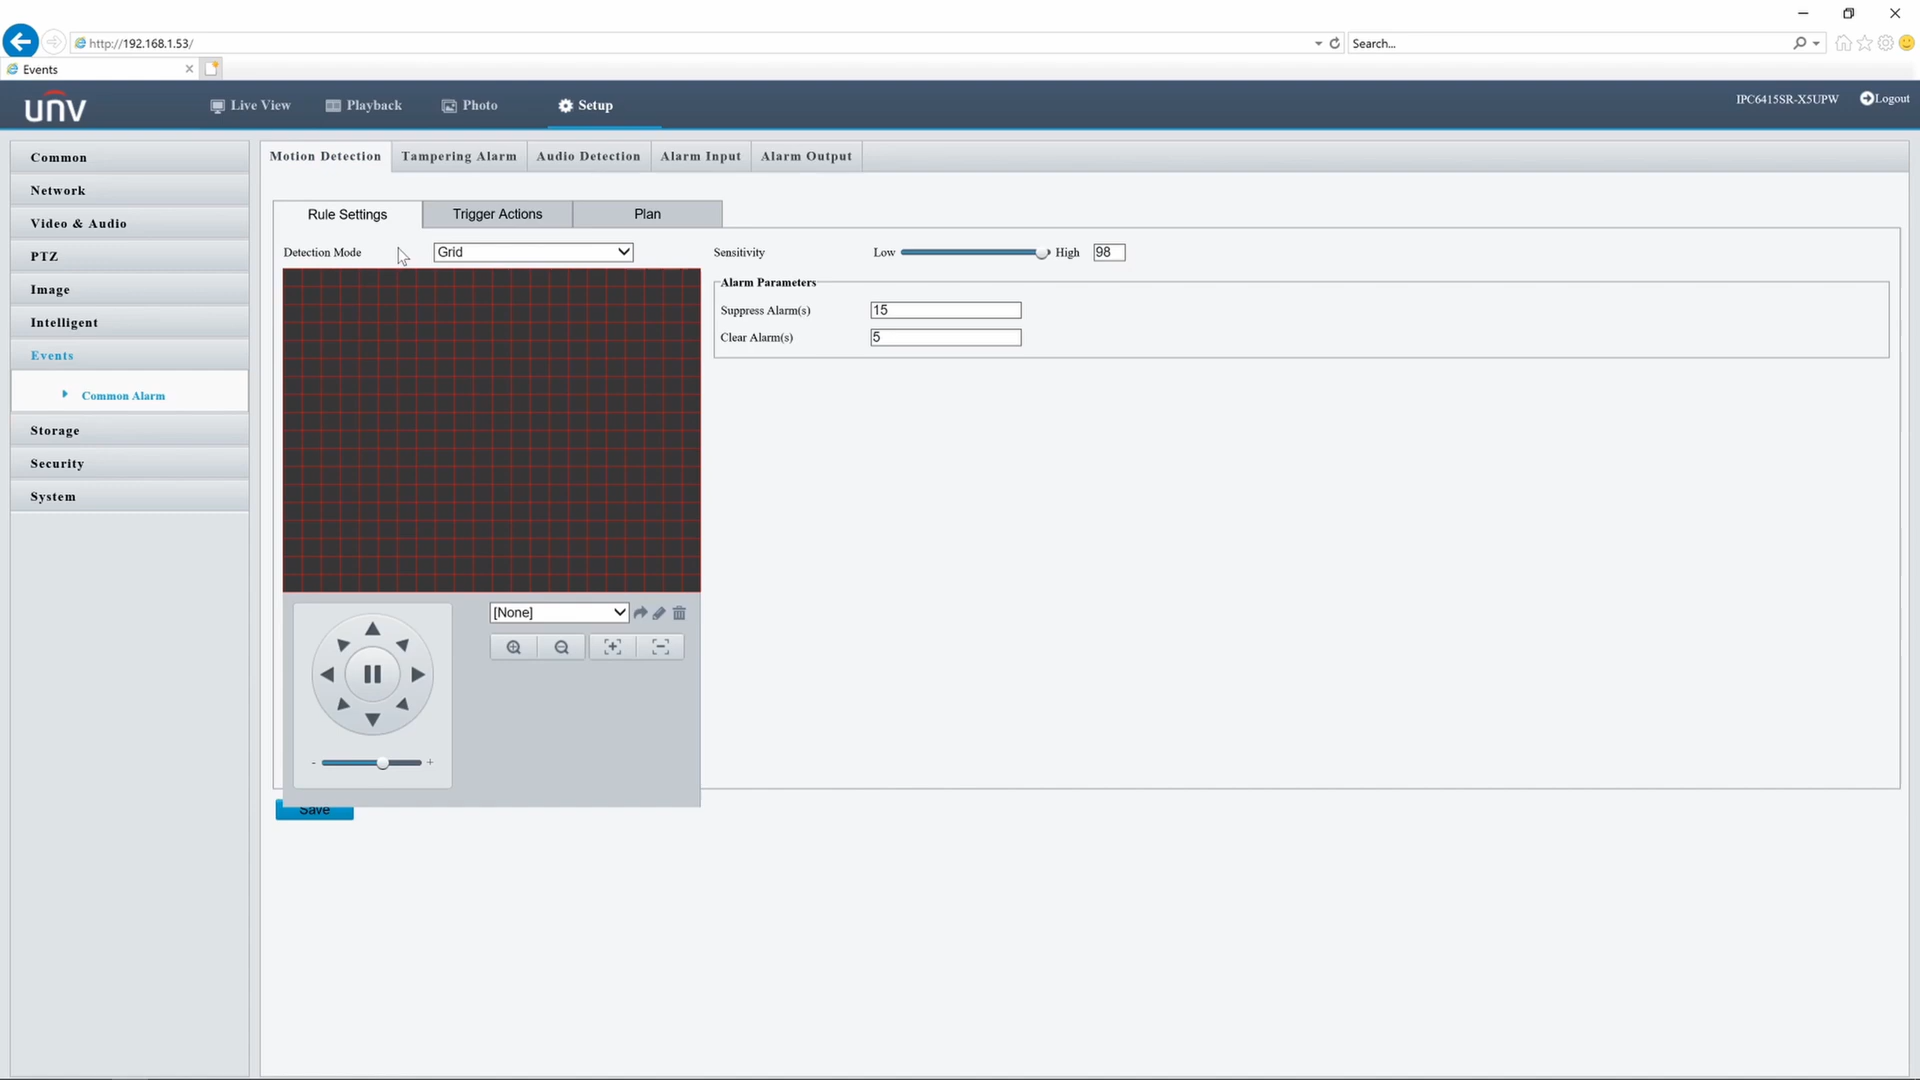 http://192.168.1.53/
Search...
Events
unv
Live View
Playback
Photo
Setup
IPC6415SR-X5UPW
Logout
Common
Network
Video & Audio
PTZ
Image
Intelligent
Events
Common Alarm
Storage
Security
System
Motion Detection
Tampering Alarm
Audio Detection
Alarm Input
Alarm Output
Rule Settings
Trigger Actions
Plan
Detection Mode
Grid
Sensitivity
Low
High
98
Alarm Parameters
Suppress Alarm(s)
15
Clear Alarm(s)
5
[None]
- +
Save